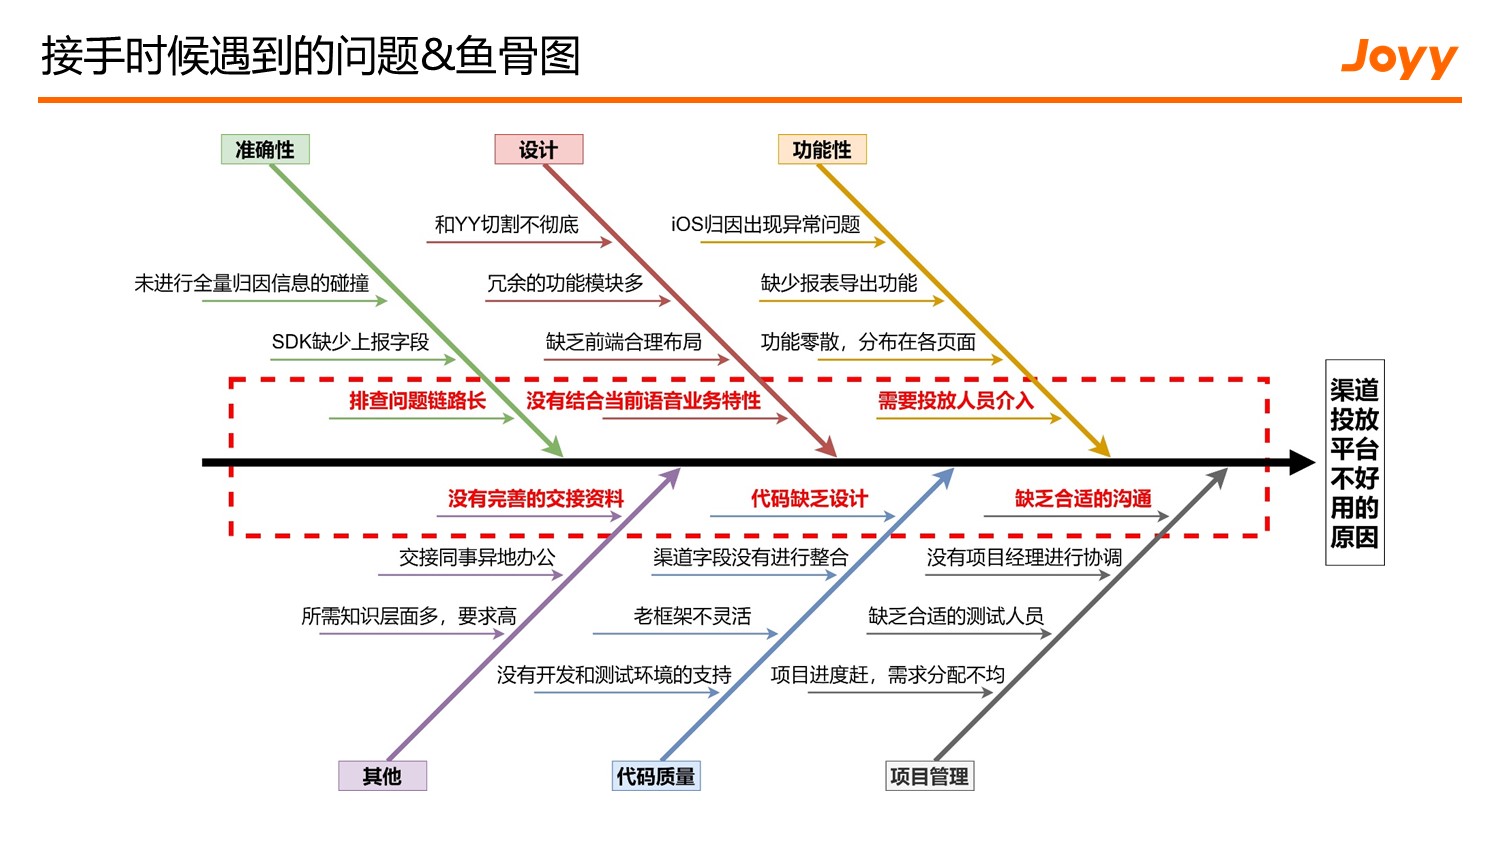 接手时候遇到的问题&鱼骨图
Joyy
准确性
设计
功能性
和YY切割不彻底
iOS归因出现异常问题
未进行全量归因信息的碰撞
冗余的功能模块多
缺少报表导出功能
SDK缺少上报字段
缺乏前端合理布局
功能零散，分布在各页面
排查问题链路长
没有结合当前语音业务特性
需要投放人员介入
渠道
投放
平台
不好
用的
原因
没有完善的交接资料
代码缺乏设计
缺乏合适的沟通
交接同事异地办公
渠道字段没有进行整合
没有项目经理进行协调
所需知识层面多，要求高
老框架不灵活
缺乏合适的测试人员
没有开发和测试环境的支持
项目进度赶，需求分配不均
其他
代码质量
项目管理